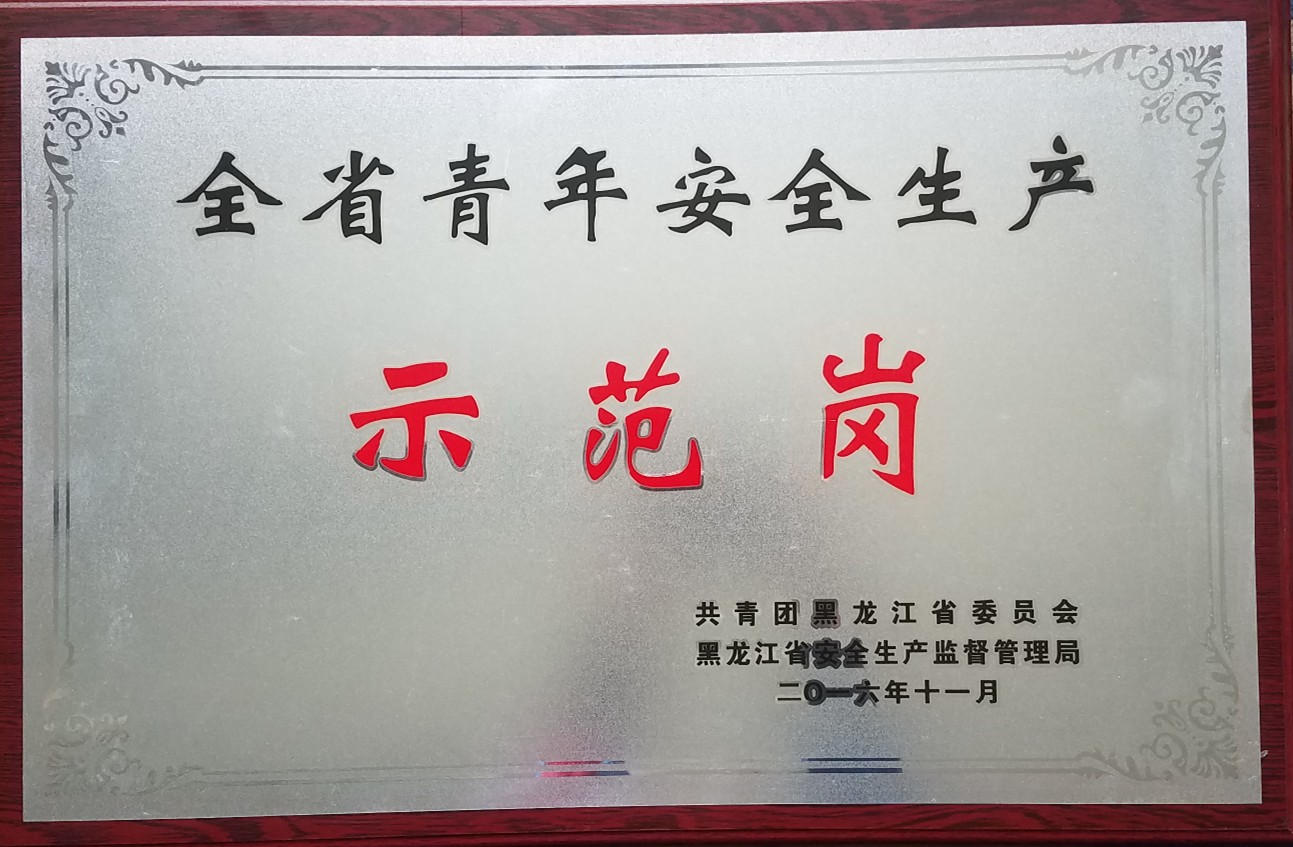 全省青年安全生产
示范岗
共青团黑龙江省委员会
黑龙江省安全生产监督管理局
二〇一六年十一月